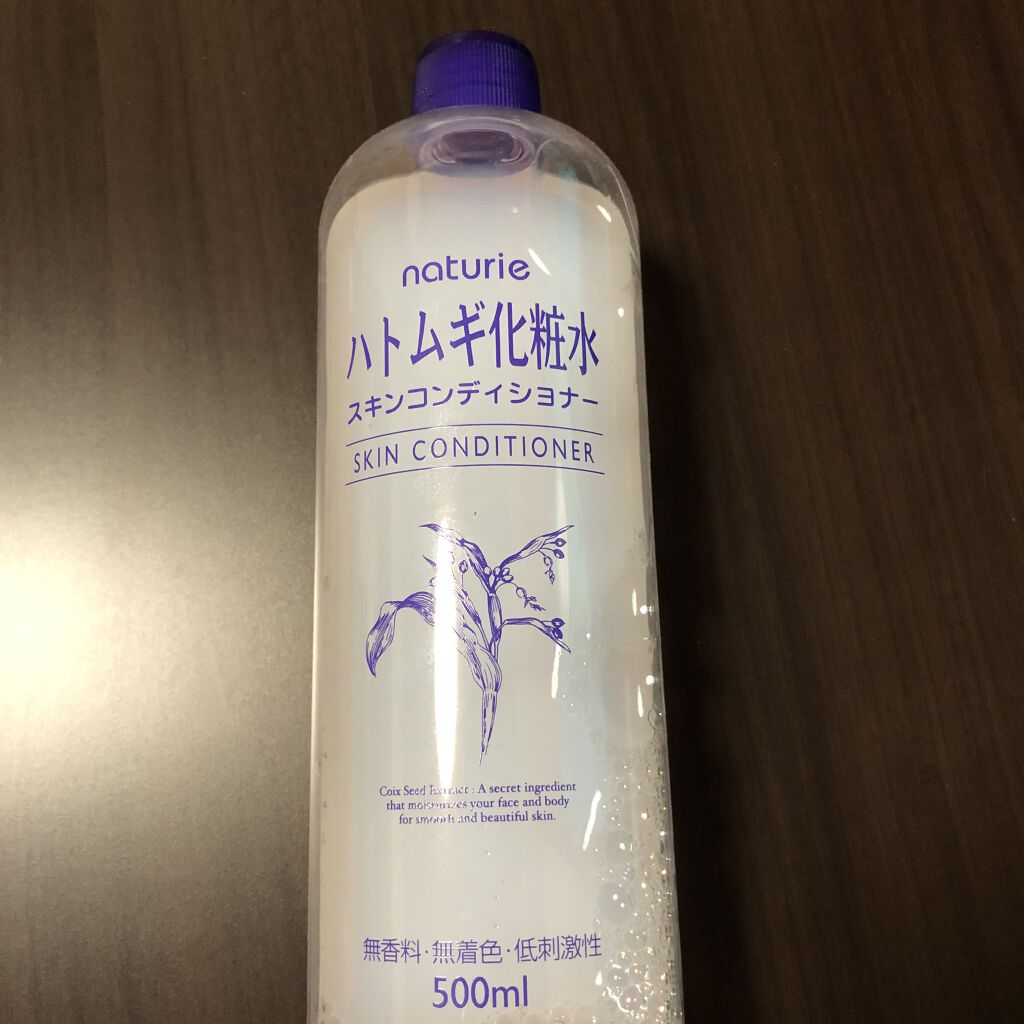 naturie
ハトムギ化粧水
スキンコンディショナー
SKIN CONDITIONER
Coix Seed Extract : A secret ingredient
that moisturizes your face and body
for smooth and beautiful skin.
無香料・無着色・低刺激性
500ml